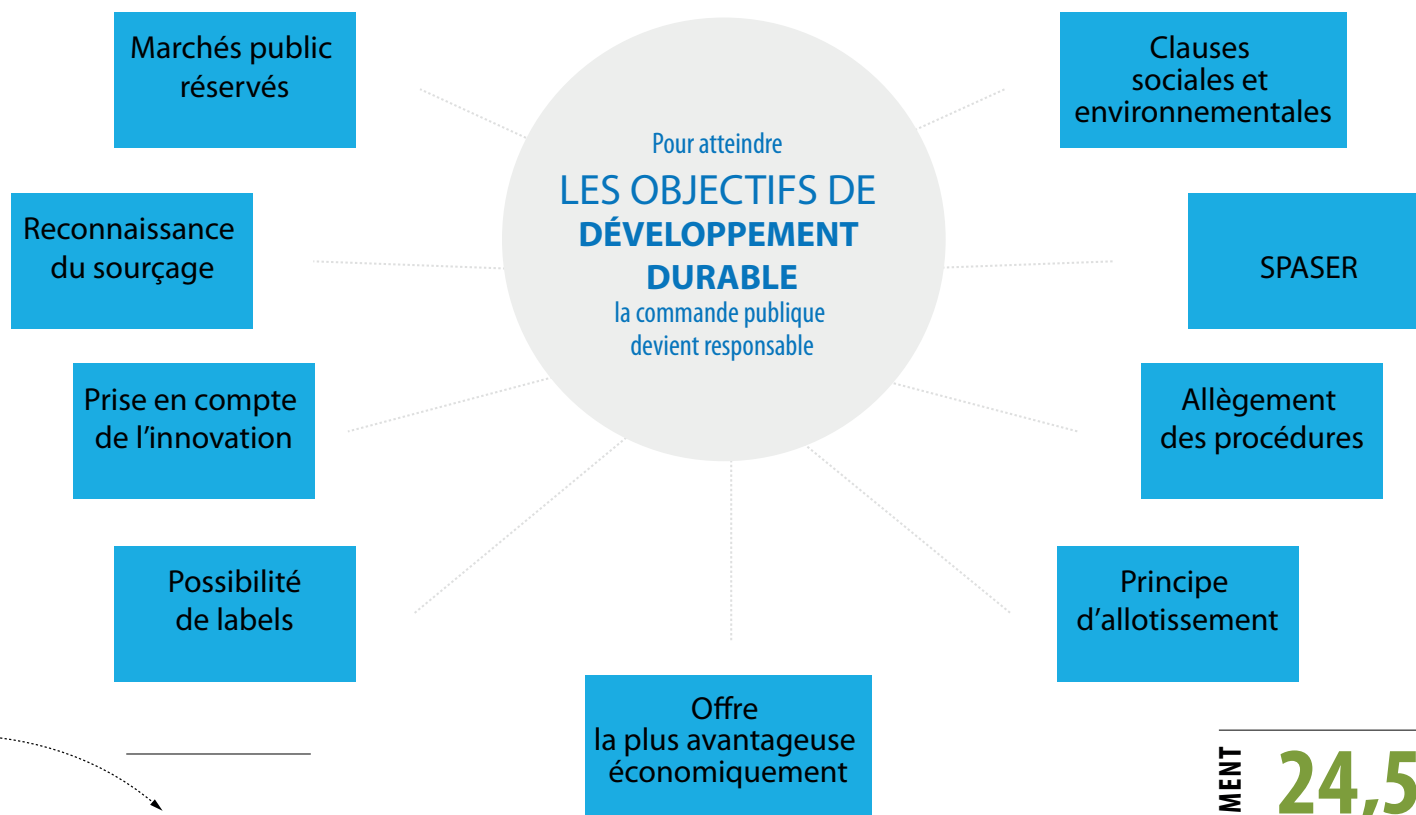 Marchés public
réservés
Clauses
sociales et
environnementales
Pour atteindre
LES OBJECTIFS DE
DÉVELOPPEMENT
DURABLE
la commande publique
devient responsable
Reconnaissance
du sourçage
SPASER
Prise en compte
de l’innovation
Allègement
des procédures
Possibilité
de labels
Principe
d’allotissement
Offre
la plus avantageuse
économiquement
MENT
24,5